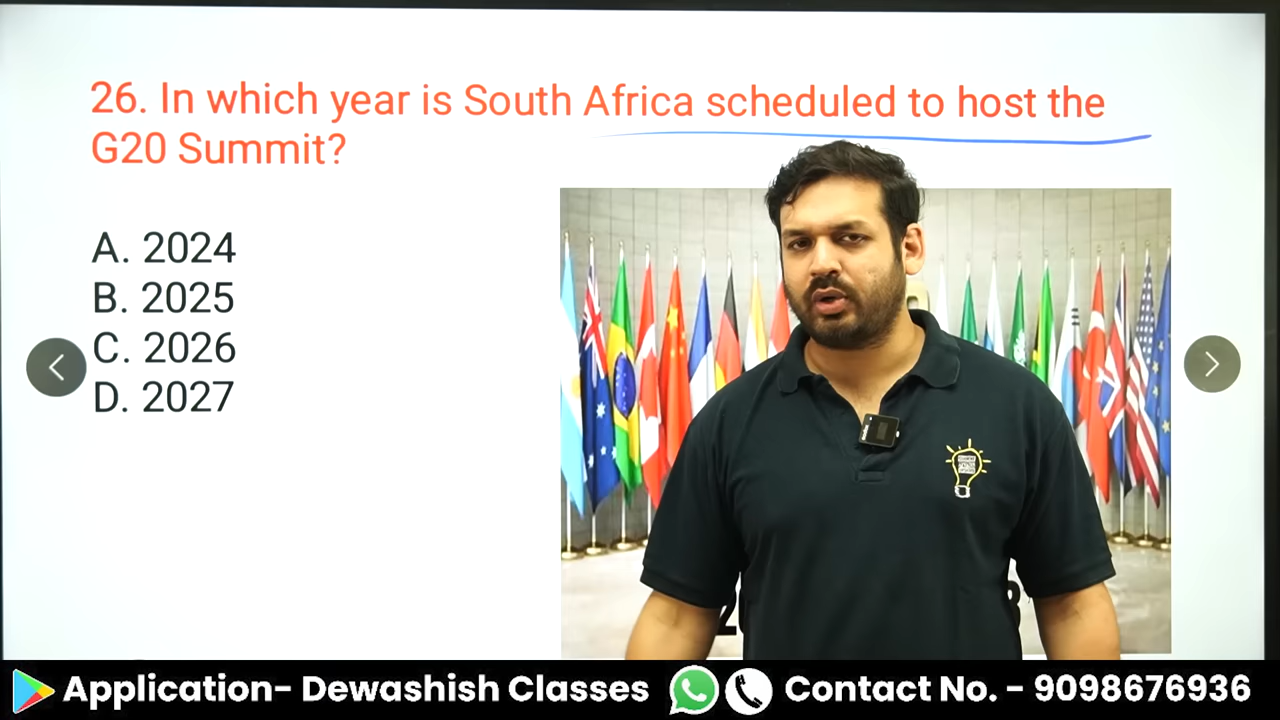 26. In which year is South Africa scheduled to host the
G20 Summit?
A. 2024
B. 2025
C. 2026
D. 2027
Application- Dewashish Classes
Contact No. - 9098676936